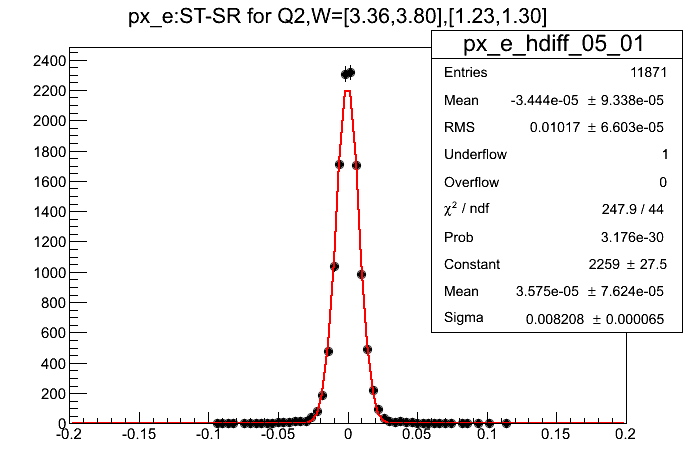 px_e:ST-SR for Q2,W=[3.36,3.80],[1.23,1.30]
px_e_hdiff_05_01
Entries 11871
Mean -3.444e-05 ± 9.338e-05
RMS 0.01017 ± 6.603e-05
Underflow 1
Overflow 0
χ² / ndf 247.9 / 44
Prob 3.176e-30
Constant 2259 ± 27.5
Mean 3.575e-05 ± 7.624e-05
Sigma 0.008208 ± 0.000065
2400
2200
2000
1800
1600
1400
1200
1000
800
600
400
200
0
-0.2 -0.15 -0.1 -0.05 0 0.05 0.1 0.15 0.2